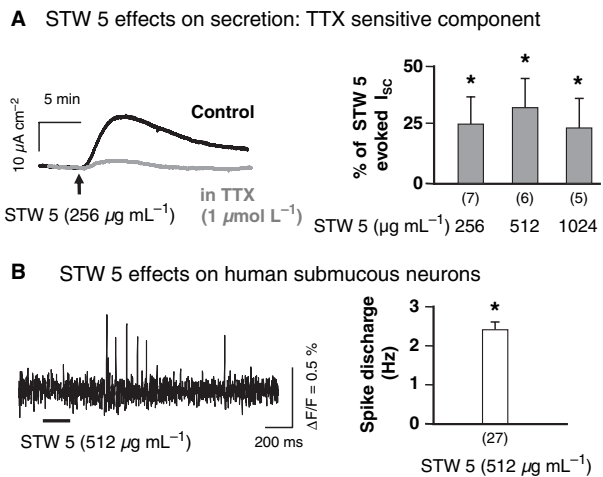 A STW 5 effects on secretion: TTX sensitive component
5 min
10 µA cm⁻²
Control
in TTX
(1 µmol L⁻¹)
STW 5 (256 µg mL⁻¹)
% of STW 5
evoked ISC
50
25
0
* * *
(7) (6) (5)
STW 5 (µg mL⁻¹) 256 512 1024
B STW 5 effects on human submucous neurons
ΔF/F = 0.5 %
200 ms
STW 5 (512 µg mL⁻¹)
Spike discharge
(Hz)
3
2
1
0
*
(27)
STW 5 (512 µg mL⁻¹)